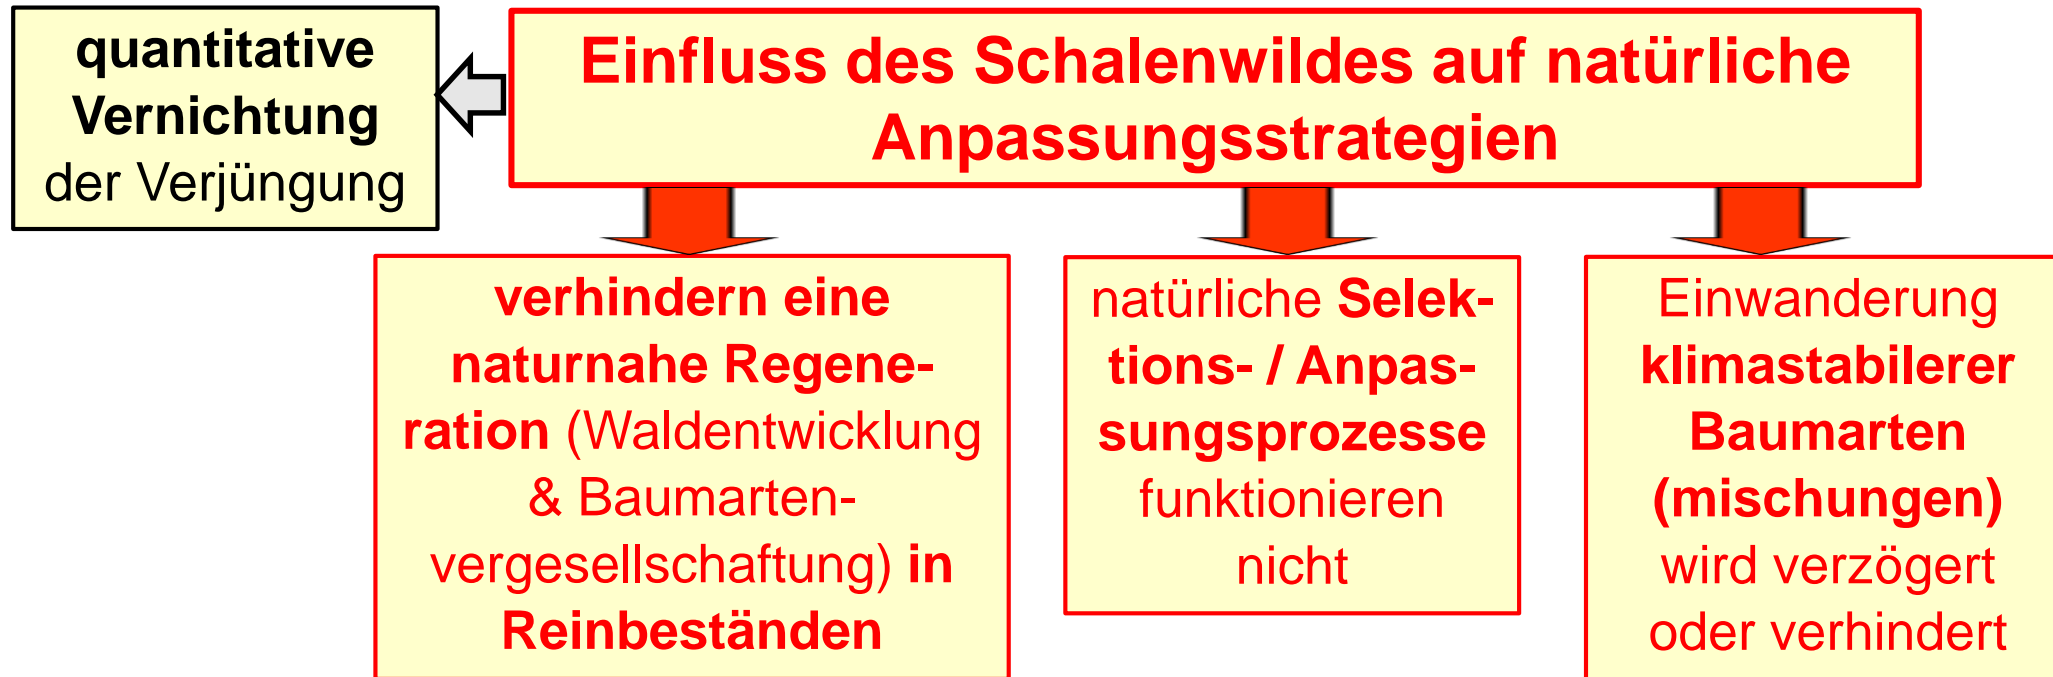 quantitative
Vernichtung
der Verjüngung
Einfluss des Schalenwildes auf natürliche
Anpassungsstrategien
verhindern eine
naturnahe Regene-
ration (Waldentwicklung
& Baumarten-
vergesellschaftung) in
Reinbeständen
natürliche Selek-
tions- / Anpas-
sungsprozesse
funktionieren
nicht
Einwanderung
klimastabilerer
Baumarten
(mischungen)
wird verzögert
oder verhindert